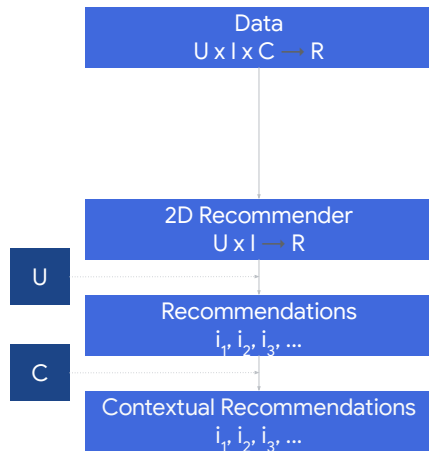 Data
U x I x C → R
2D Recommender
U x I → R
U
Recommendations
i₁, i₂, i₃, ...
C
Contextual Recommendations
i₁, i₂, i₃, ...